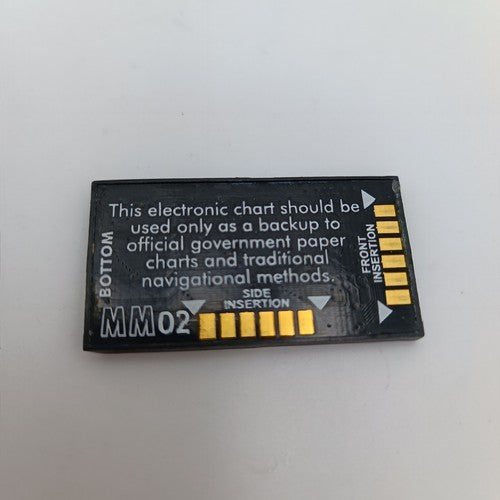 This electronic chart should be
used only as a backup to
official government paper
charts and traditional
navigational methods.
BOTTOM
FRONT
INSERTION
SIDE
INSERTION
MM02